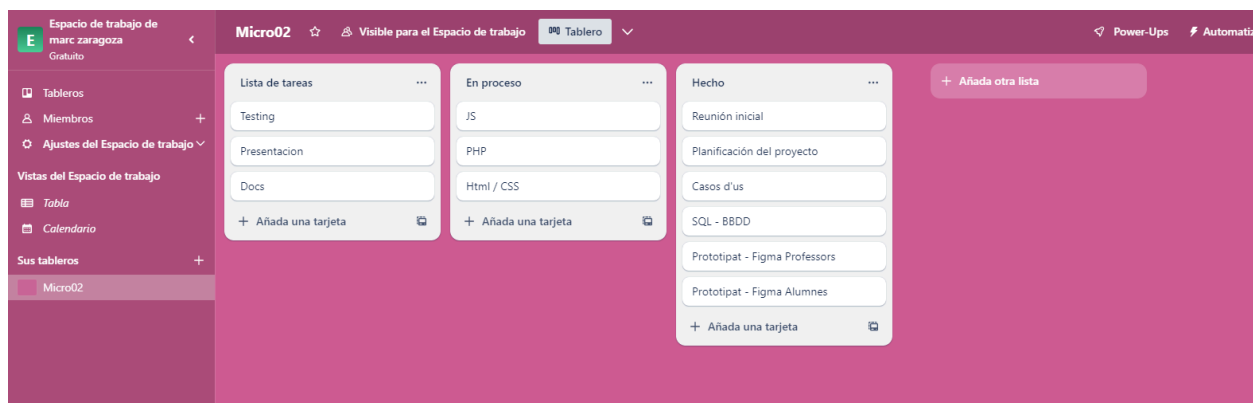 E
Espacio de trabajo de
marc zaragoza
Gratuito
Tableros
Miembros
Ajustes del Espacio de trabajo
Vistas del Espacio de trabajo
Tabla
Calendario
Sus tableros
Micro02
Micro02
Visible para el Espacio de trabajo
Tablero
Power-Ups
Automatiz
Lista de tareas
Testing
Presentacion
Docs
+ Añada una tarjeta
En proceso
JS
PHP
Html / CSS
+ Añada una tarjeta
Hecho
Reunión inicial
Planificación del proyecto
Casos d'us
SQL - BBDD
Prototipat - Figma Professors
Prototipat - Figma Alumnes
+ Añada una tarjeta
+ Añada otra lista